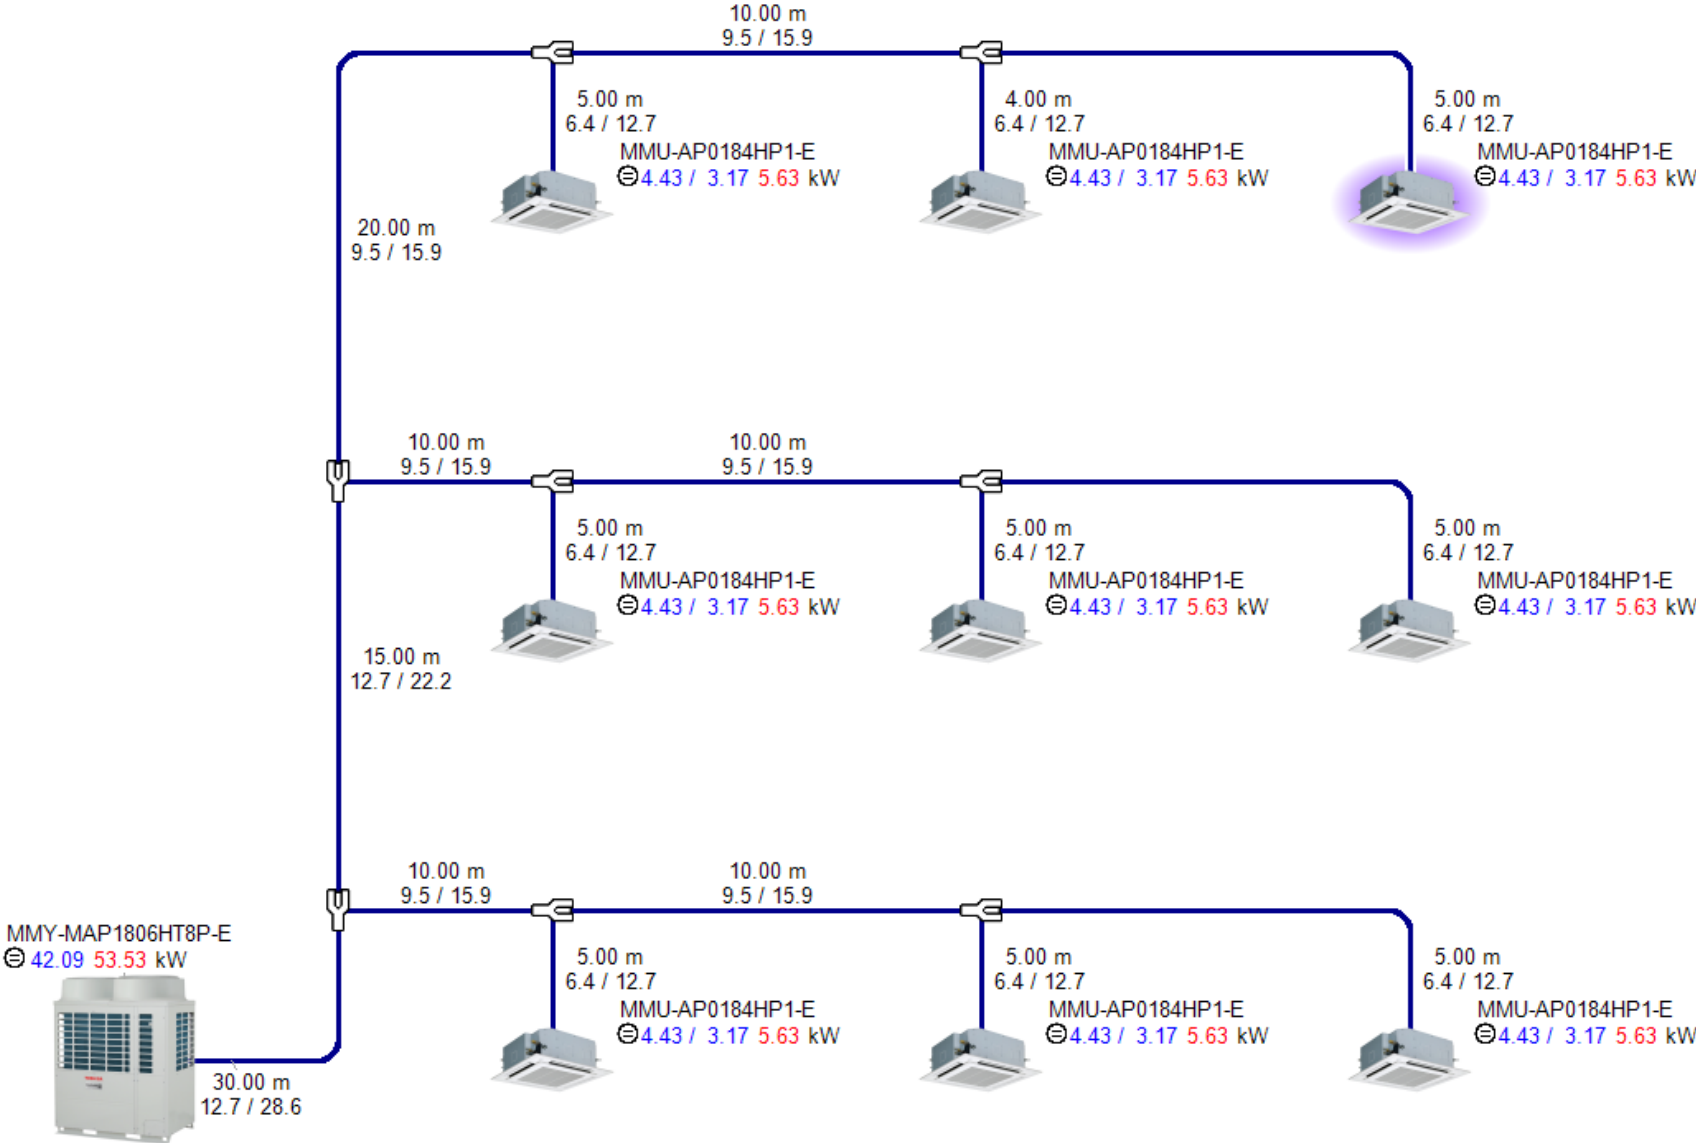 10.00 m
9.5 / 15.9
5.00 m
6.4 / 12.7
MMU-AP0184HP1-E
4.43 / 3.17 5.63 kW
4.00 m
6.4 / 12.7
MMU-AP0184HP1-E
4.43 / 3.17 5.63 kW
5.00 m
6.4 / 12.7
MMU-AP0184HP1-E
4.43 / 3.17 5.63 kW
20.00 m
9.5 / 15.9
10.00 m
9.5 / 15.9
10.00 m
9.5 / 15.9
5.00 m
6.4 / 12.7
MMU-AP0184HP1-E
4.43 / 3.17 5.63 kW
5.00 m
6.4 / 12.7
MMU-AP0184HP1-E
4.43 / 3.17 5.63 kW
5.00 m
6.4 / 12.7
MMU-AP0184HP1-E
4.43 / 3.17 5.63 kW
15.00 m
12.7 / 22.2
10.00 m
9.5 / 15.9
10.00 m
9.5 / 15.9
MMY-MAP1806HT8P-E
42.09 53.53 kW
5.00 m
6.4 / 12.7
MMU-AP0184HP1-E
4.43 / 3.17 5.63 kW
5.00 m
6.4 / 12.7
MMU-AP0184HP1-E
4.43 / 3.17 5.63 kW
5.00 m
6.4 / 12.7
MMU-AP0184HP1-E
4.43 / 3.17 5.63 kW
30.00 m
12.7 / 28.6